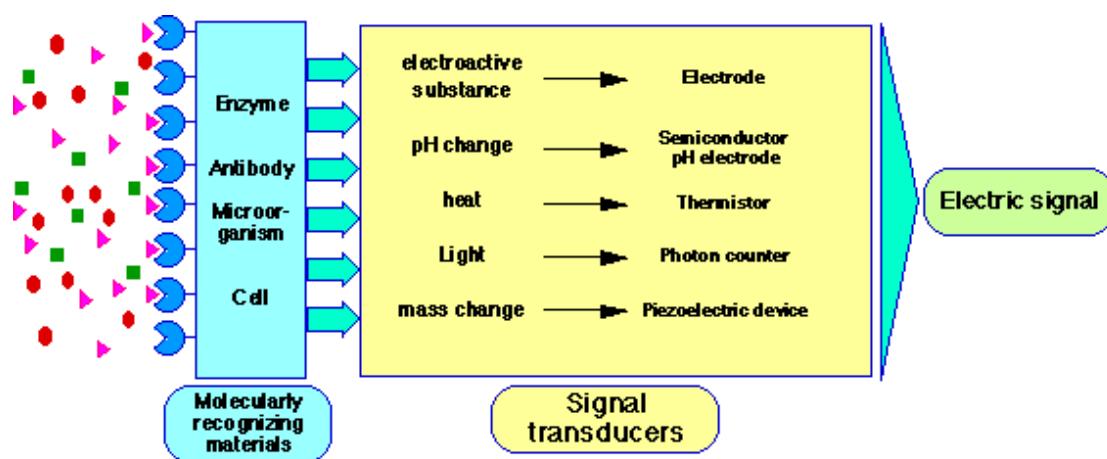 Enzyme
Antibody
Microor-
ganism
Cell
Molecularly
recognizing
materials
electroactive
substance
Electrode
pH change
Semiconductor
pH electrode
heat
Thermistor
Light
Photon counter
mass change
Piezoelectric device
Signal
transducers
Electric signal